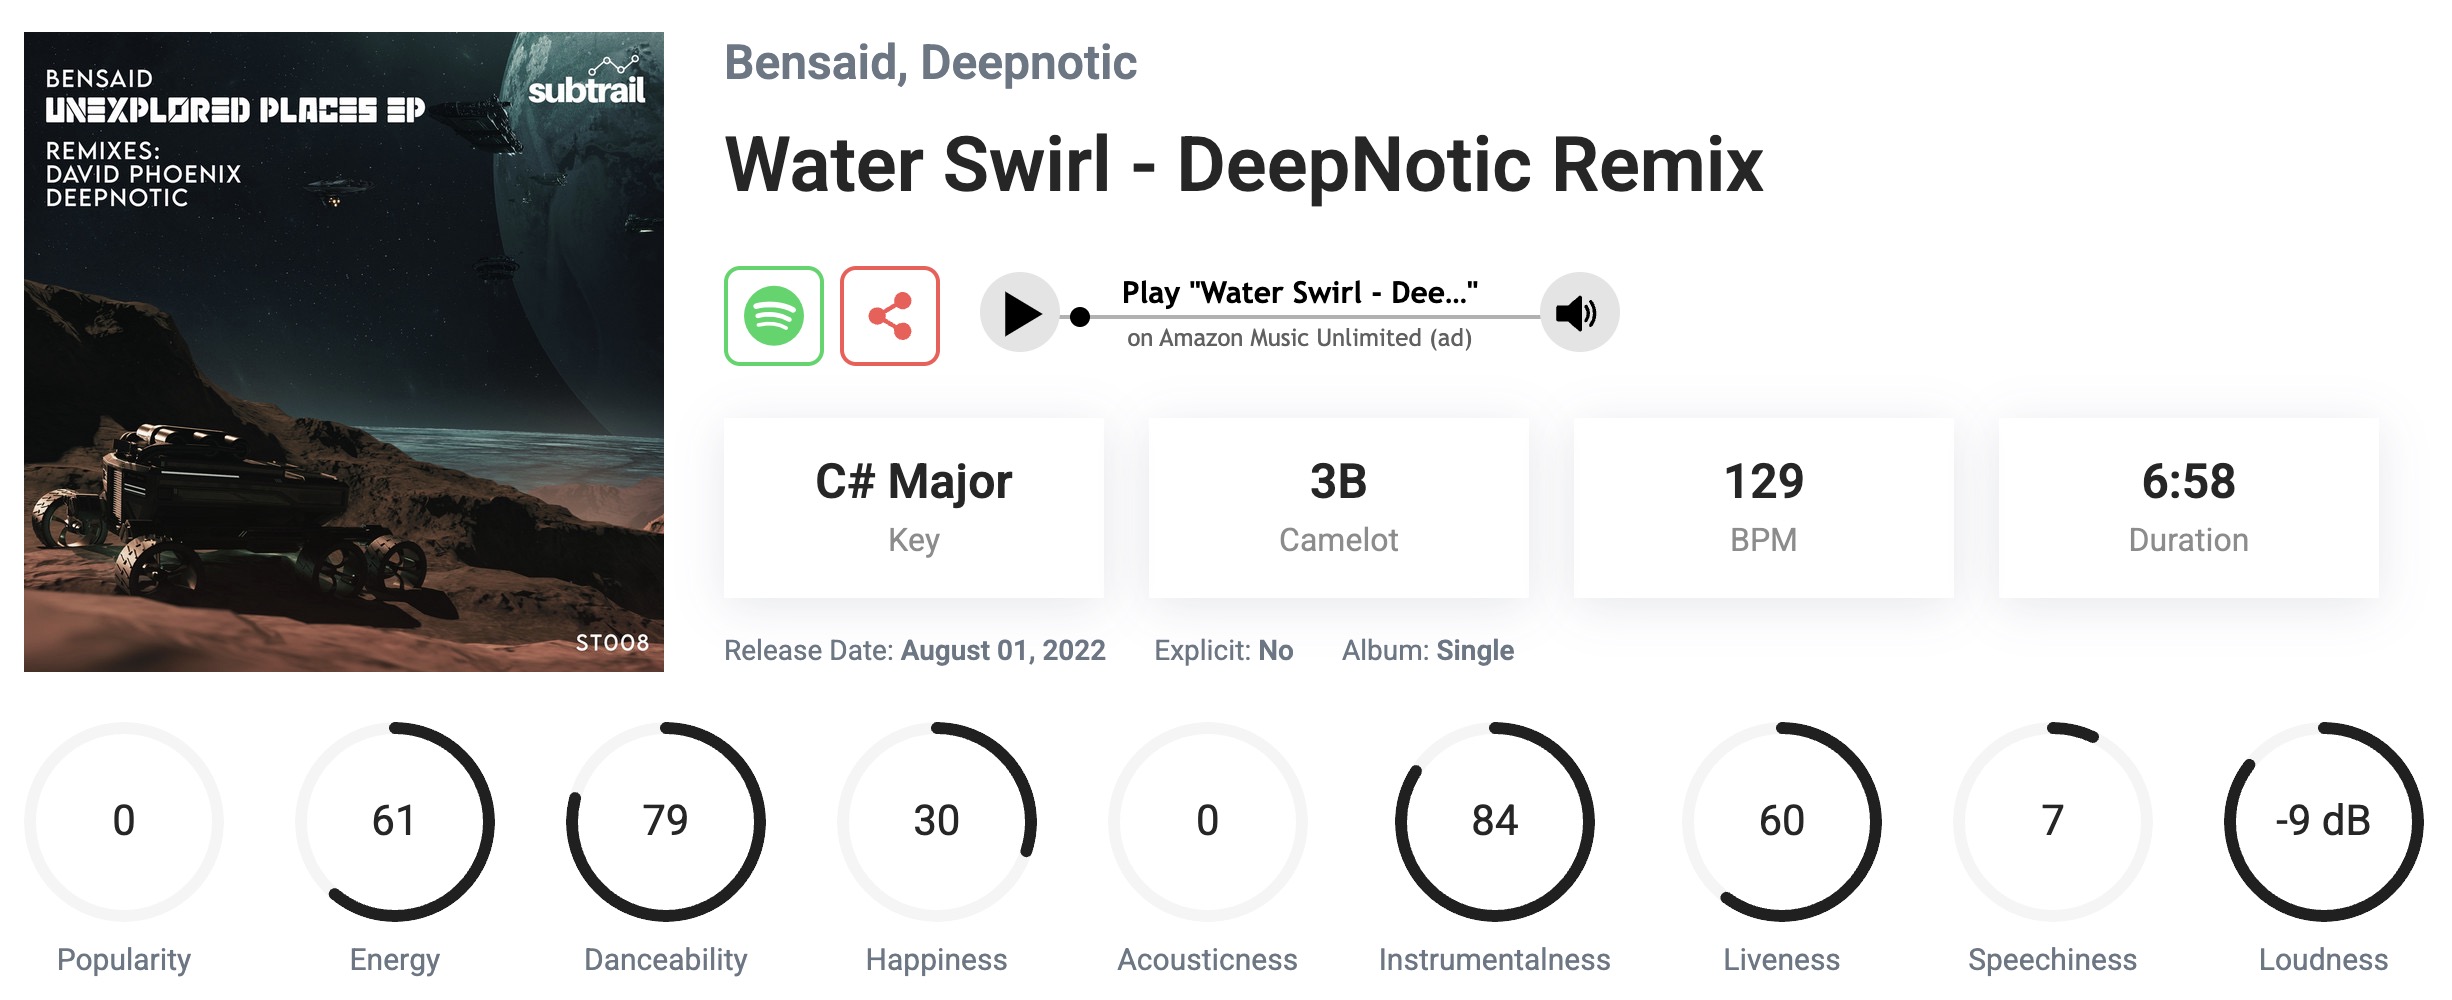 BENSAID
UNEXPLORED PLACES EP
REMIXES:
DAVID PHOENIX
DEEPNOTIC
subtrail
ST008
Bensaid, Deepnotic
Water Swirl - DeepNotic Remix
Play "Water Swirl - Dee..."
on Amazon Music Unlimited (ad)
C# Major
Key
3B
Camelot
129
BPM
6:58
Duration
Release Date: August 01, 2022 Explicit: No Album: Single
0
Popularity
61
Energy
79
Danceability
30
Happiness
0
Acousticness
84
Instrumentalness
60
Liveness
7
Speechiness
-9 dB
Loudness